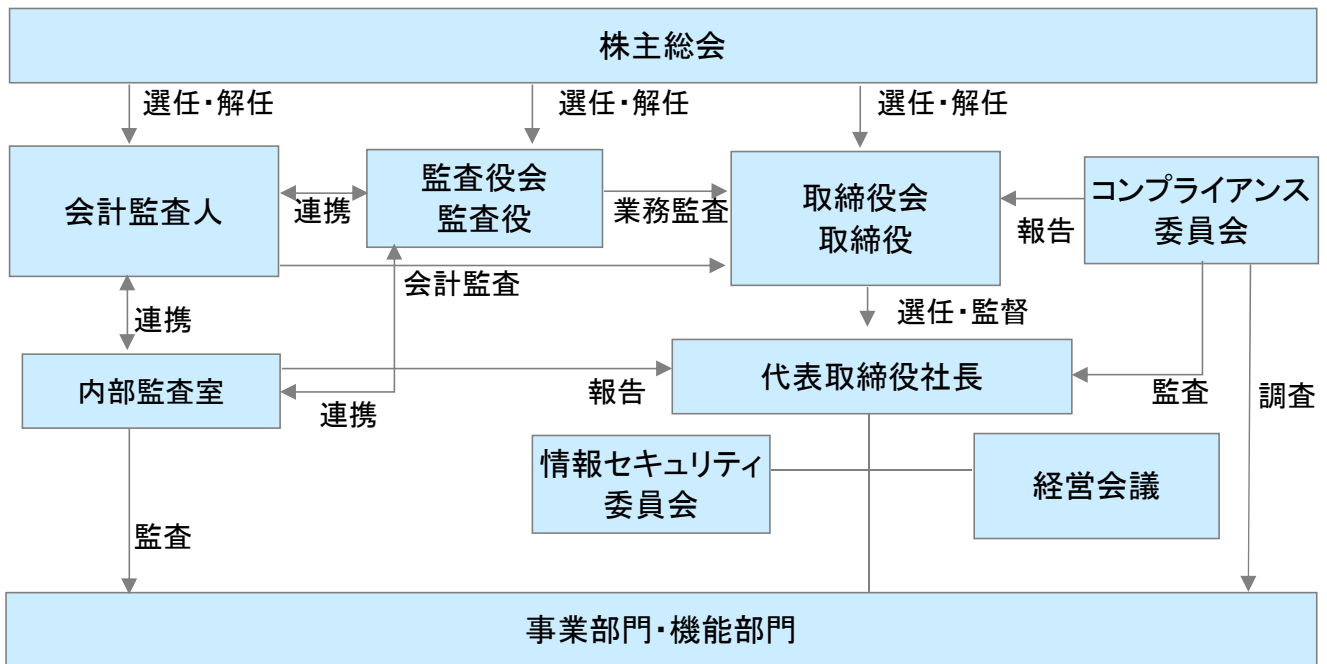 株主総会
選任・解任
選任・解任
選任・解任
会計監査人
連携
監査役会
監査役
業務監査
取締役会
取締役
報告
コンプライアンス
委員会
会計監査
連携
選任・監督
内部監査室
連携
報告
代表取締役社長
監査
調査
情報セキュリティ
委員会
経営会議
監査
事業部門・機能部門